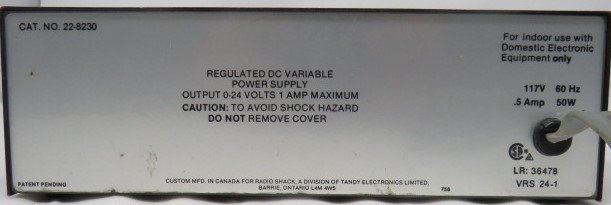 CAT. NO. 22-8230
For indoor use with
Domestic Electronic
Equipment only
REGULATED DC VARIABLE
POWER SUPPLY
OUTPUT 0-24 VOLTS 1 AMP MAXIMUM
CAUTION: TO AVOID SHOCK HAZARD
DO NOT REMOVE COVER
117V 60 Hz
.5 Amp 50W
LR: 36478
VRS 24-1
PATENT PENDING
CUSTOM MFD. IN CANADA FOR RADIO SHACK, A DIVISION OF TANDY ELECTRONICS LIMITED,
BARRIE, ONTARIO L4M 4W5